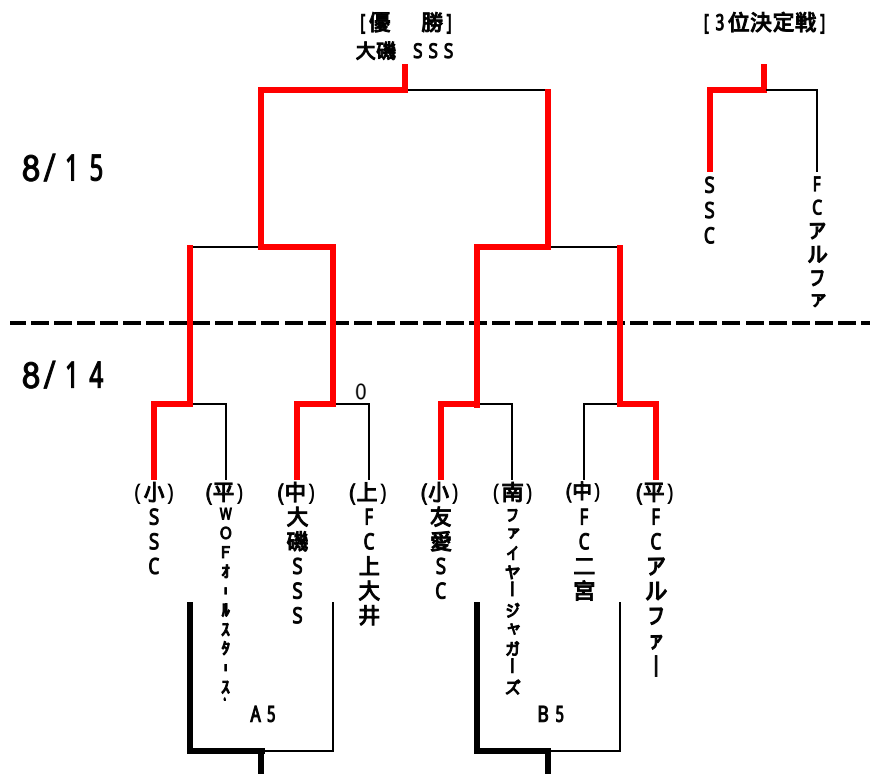 [優　勝]
大磯 SSS
[3位決定戦]
8/15
SSC
FCアルファ
8/14
0
(小)SSC
(平)WOFオールスターズ
(中)大磯SSS
(上)FC上大井
(小)友愛SC
(南)ファイヤージャガーズ
(中)FC二宮
(平)FCアルファー
A5
B5